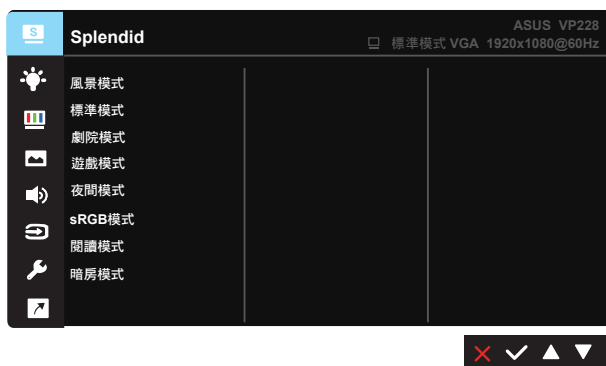 S
Splendid
ASUS VP228
標準模式 VGA 1920x1080@60Hz
風景模式
標準模式
劇院模式
遊戲模式
夜間模式
sRGB模式
閱讀模式
暗房模式